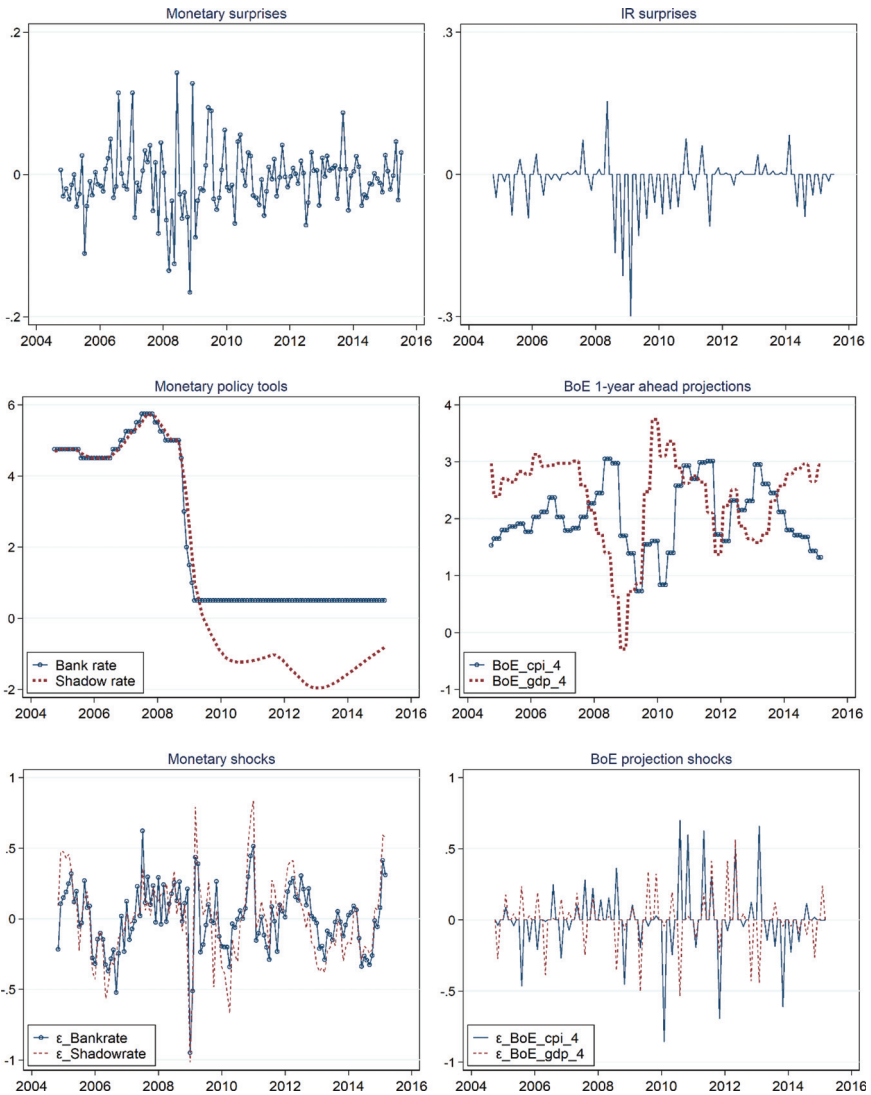 Monetary surprises
.2
0
-.2
2004 2006 2008 2010 2012 2014 2016
IR surprises
.3
0
-.3
2004 2006 2008 2010 2012 2014 2016
Monetary policy tools
6
4
2
0
-2
Bank rate
Shadow rate
2004 2006 2008 2010 2012 2014 2016
BoE 1-year ahead projections
4
3
2
1
0
-1
BoE_cpi_4
BoE_gdp_4
2004 2006 2008 2010 2012 2014 2016
Monetary shocks
1
.5
0
-.5
-1
ε_Bankrate
ε_Shadowrate
2004 2006 2008 2010 2012 2014 2016
BoE projection shocks
1
.5
0
-.5
-1
ε_BoE_cpi_4
ε_BoE_gdp_4
2004 2006 2008 2010 2012 2014 2016